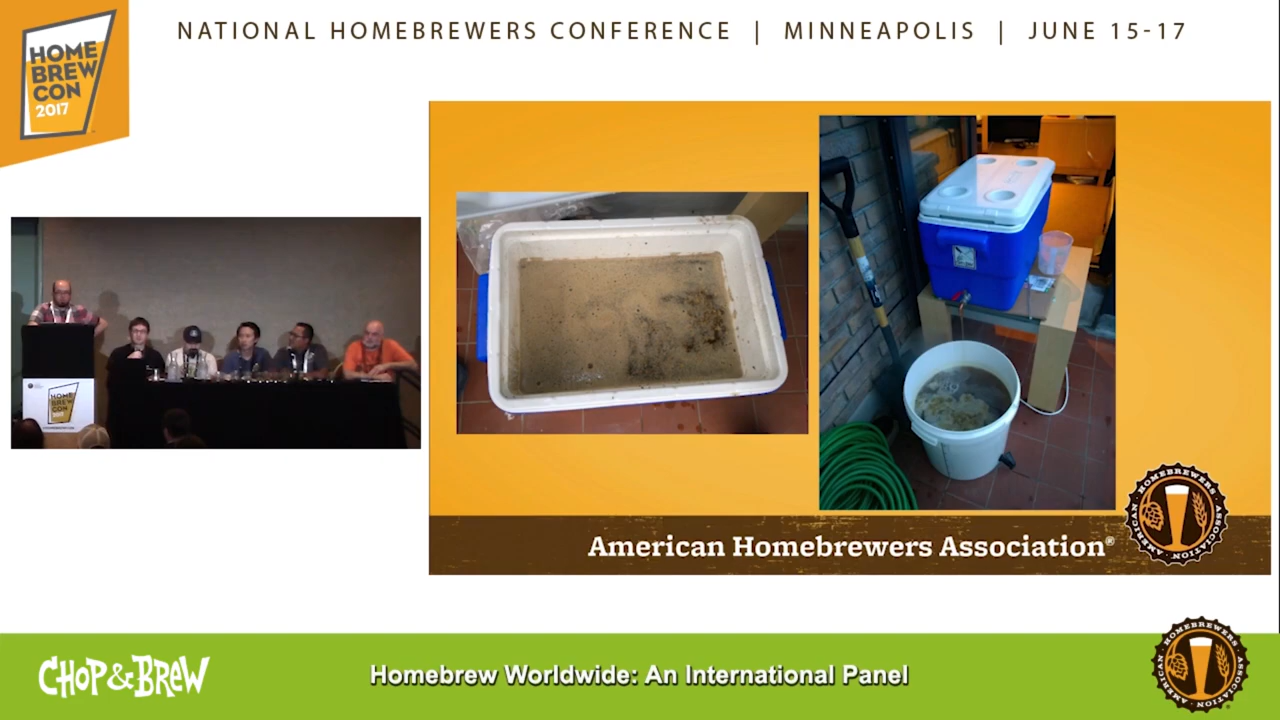 NATIONAL HOMEBREWERS CONFERENCE | MINNEAPOLIS | JUNE 15-17
HOME
BREW
CON
2017
HOME
BREW
CON
American Homebrewers Association®
AMERICAN HOMEBREWERS ASSOCIATION
CHOP & BREW
Homebrew Worldwide: An International Panel
AMERICAN HOMEBREWERS ASSOCIATION